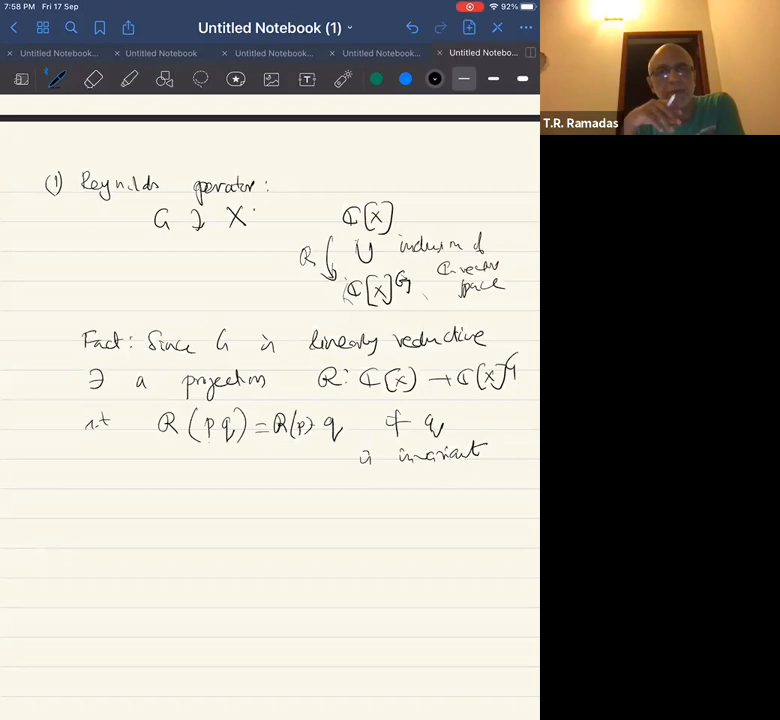 7:58 PM Fri 17 Sep
92%
Untitled Notebook (1)
Untitled Notebook...
Untitled Notebook
Untitled Notebook...
Untitled Notebook...
Untitled Notebo...
T.R. Ramadas
(1) Reynolds operator:
G ↻ X
ℂ[X]
R ↓ ∪ inclusion of
ℂ-vector
ℂ[X]^G space
Fact: Since G is linearly reductive
∃ a projection R: ℂ[X] → ℂ[X]^G
s.t R(pq) = R(p) q if q
is invariant